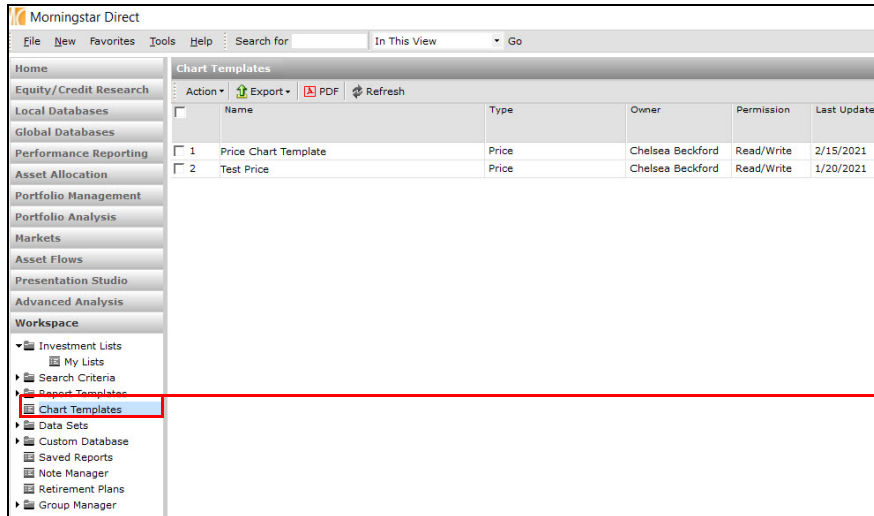 Morningstar Direct
File New Favorites Tools Help Search for In This View Go
Home
Equity/Credit Research
Local Databases
Global Databases
Performance Reporting
Asset Allocation
Portfolio Management
Portfolio Analysis
Markets
Asset Flows
Presentation Studio
Advanced Analysis
Workspace
Investment Lists
My Lists
Search Criteria
Report Templates
Chart Templates
Data Sets
Custom Database
Saved Reports
Note Manager
Retirement Plans
Group Manager
Chart Templates
Action Export PDF Refresh
Name Type Owner Permission Last Update
1 Price Chart Template Price Chelsea Beckford Read/Write 2/15/2021
2 Test Price Price Chelsea Beckford Read/Write 1/20/2021